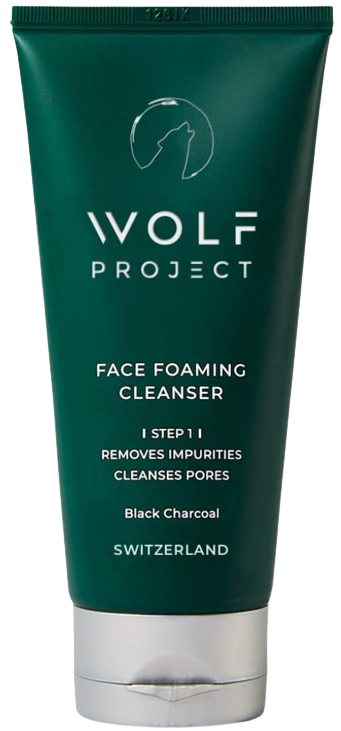 WOLF
PROJECT
FACE FOAMING
CLEANSER
I STEP 1 I
REMOVES IMPURITIES
CLEANSES PORES
Black Charcoal
SWITZERLAND